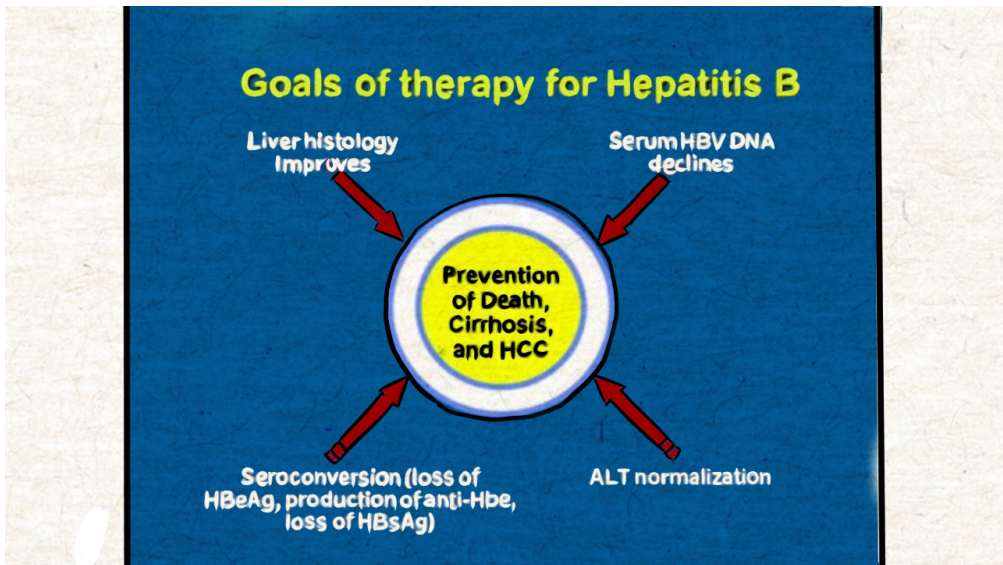 Goals of therapy for Hepatitis B
Liver histology
Improves
Serum HBV DNA
declines
Prevention
of Death,
Cirrhosis,
and HCC
Seroconversion (loss of
HBeAg, production of anti-Hbe,
loss of HBsAg)
ALT normalization